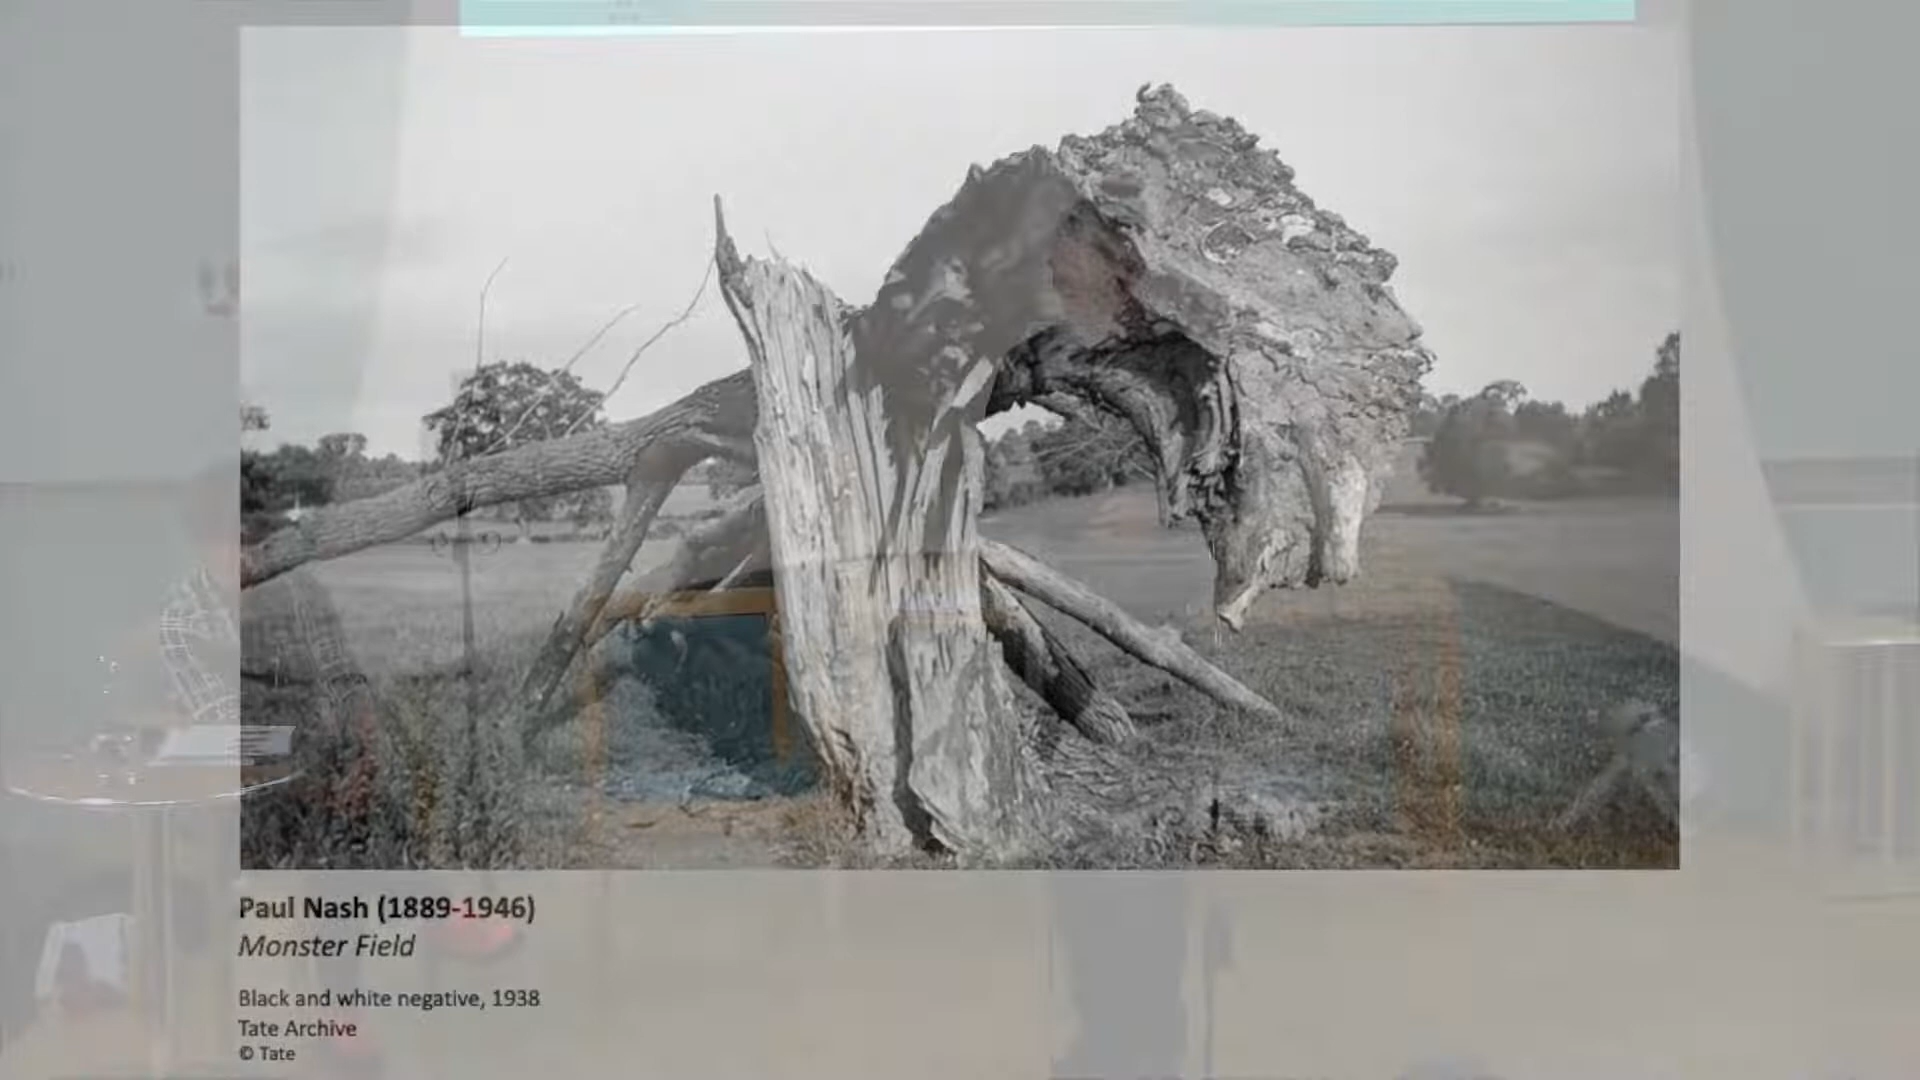 Paul Nash (1889-1946)
Monster Field
Black and white negative, 1938
Tate Archive
© Tate